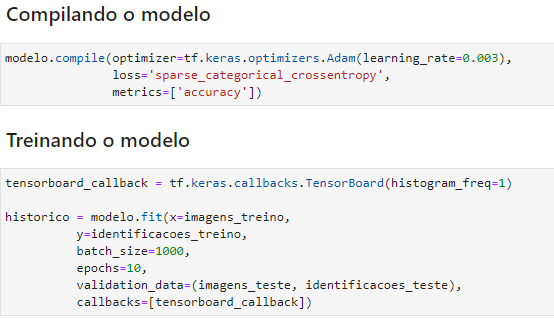 Compilando o modelo
modelo.compile(optimizer=tf.keras.optimizers.Adam(learning_rate=0.003),
loss='sparse_categorical_crossentropy',
metrics=['accuracy'])
Treinando o modelo
tensorboard_callback = tf.keras.callbacks.TensorBoard(histogram_freq=1)
historico = modelo.fit(x=imagens_treino,
y=identificacoes_treino,
batch_size=1000,
epochs=10,
validation_data=(imagens_teste, identificacoes_teste),
callbacks=[tensorboard_callback])